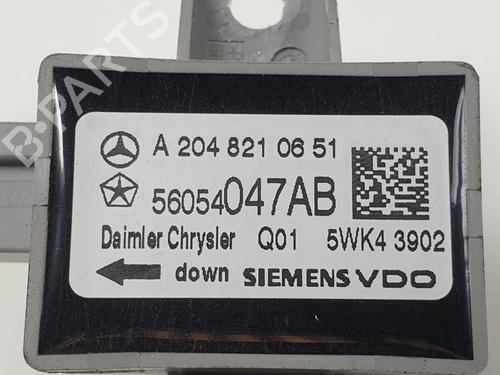 A 204 821 06 51
56054047AB
Daimler Chrysler Q01 5WK4 3902
down SIEMENS VDO
B-PARTS